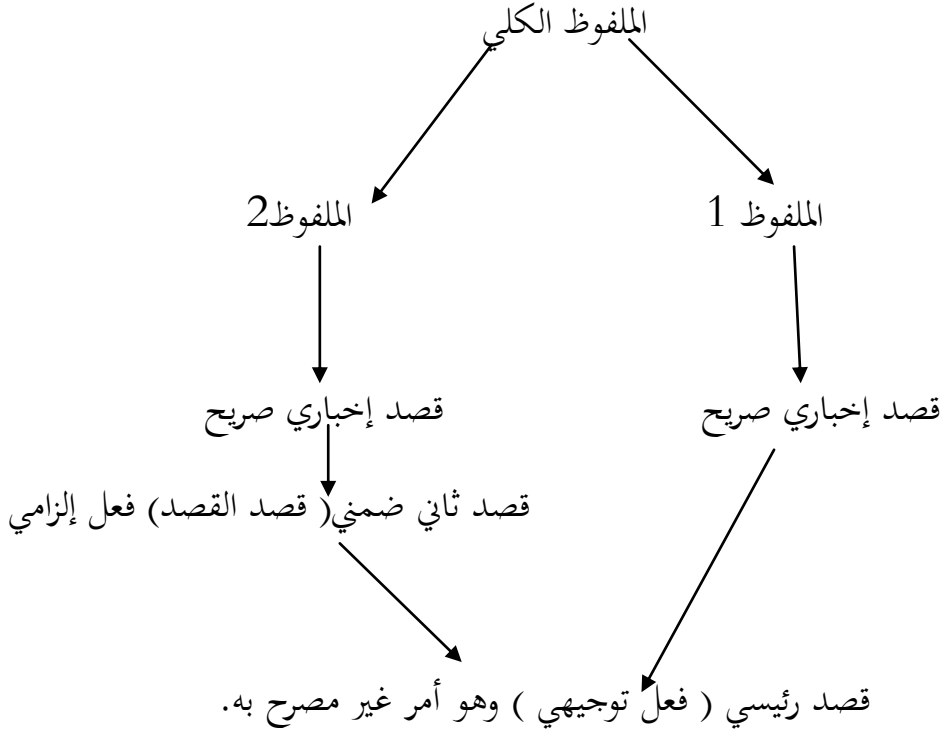 الملفوظ الكلي
الملفوظ 1
الملفوظ2
قصد إخباري صريح
قصد إخباري صريح
قصد ثاني ضمني( قصد القصد) فعل إلزامي
قصد رئيسي ( فعل توجيهي ) وهو أمر غير مصرح به.